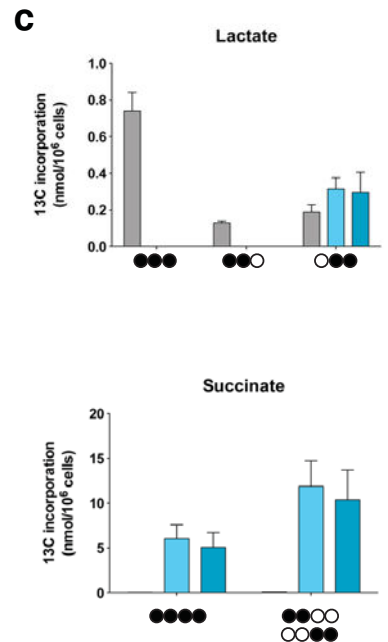 C
Lactate
13C incorporation
(nmol/10⁶ cells)
1.0
0.8
0.6
0.4
0.2
0.0
Succinate
13C incorporation
(nmol/10⁶ cells)
20
15
10
5
0